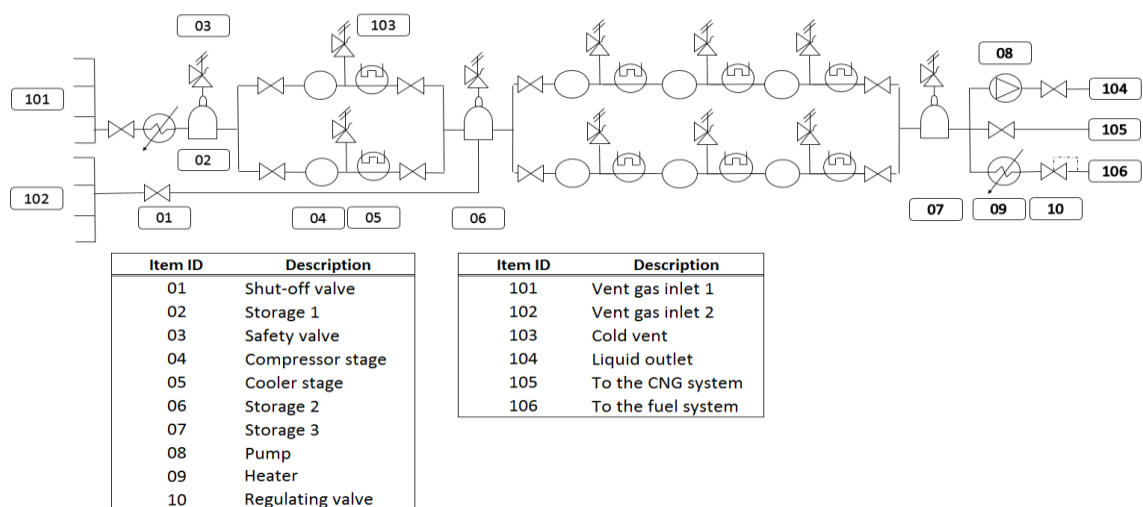 03
103
08
101
104
105
02
102
106
01
04
05
06
07
09
10
Item ID Description
01 Shut-off valve
02 Storage 1
03 Safety valve
04 Compressor stage
05 Cooler stage
06 Storage 2
07 Storage 3
08 Pump
09 Heater
10 Regulating valve
Item ID Description
101 Vent gas inlet 1
102 Vent gas inlet 2
103 Cold vent
104 Liquid outlet
105 To the CNG system
106 To the fuel system